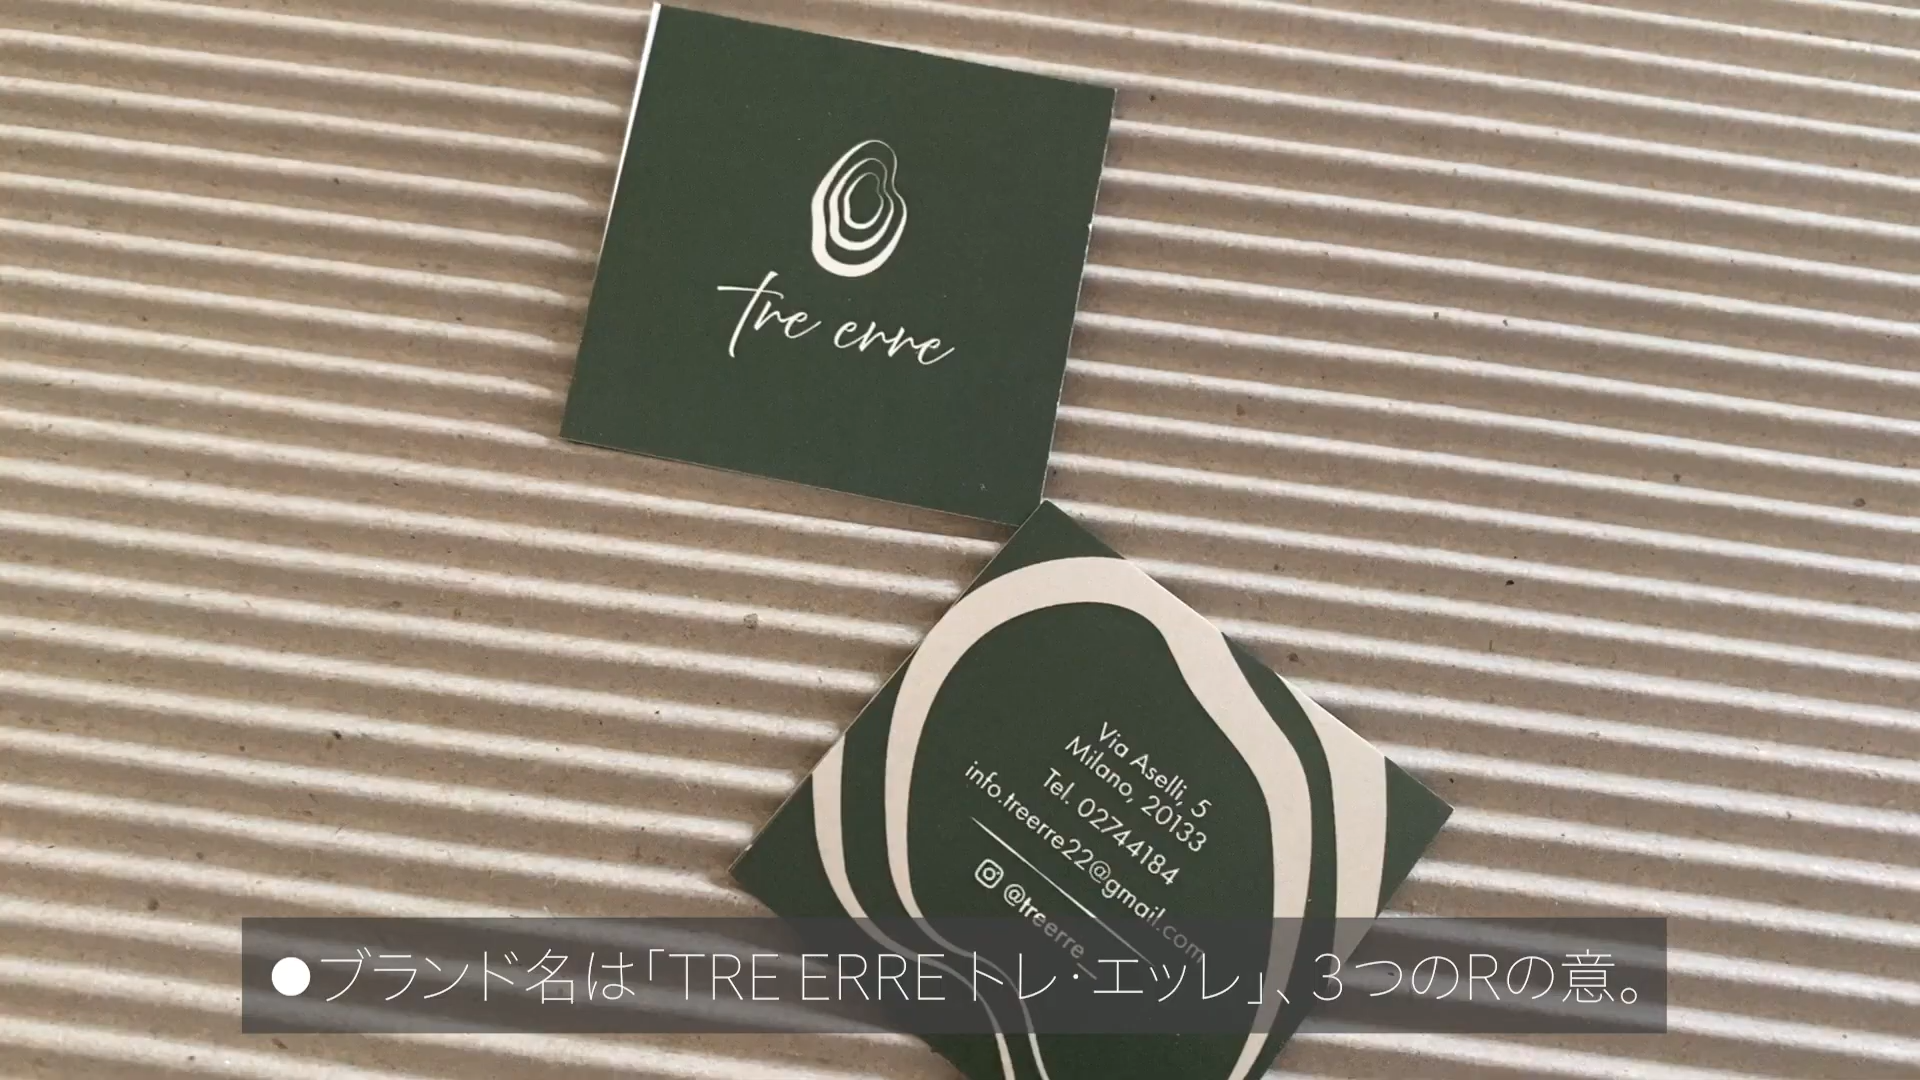 tre erre
Via Aselli, 5
Milano, 20133
Tel. 02744184
info.treerre22@gmail.com
@treerre_
●ブランド名は「TRE ERRE トレ・エッレ」、３つのRの意。